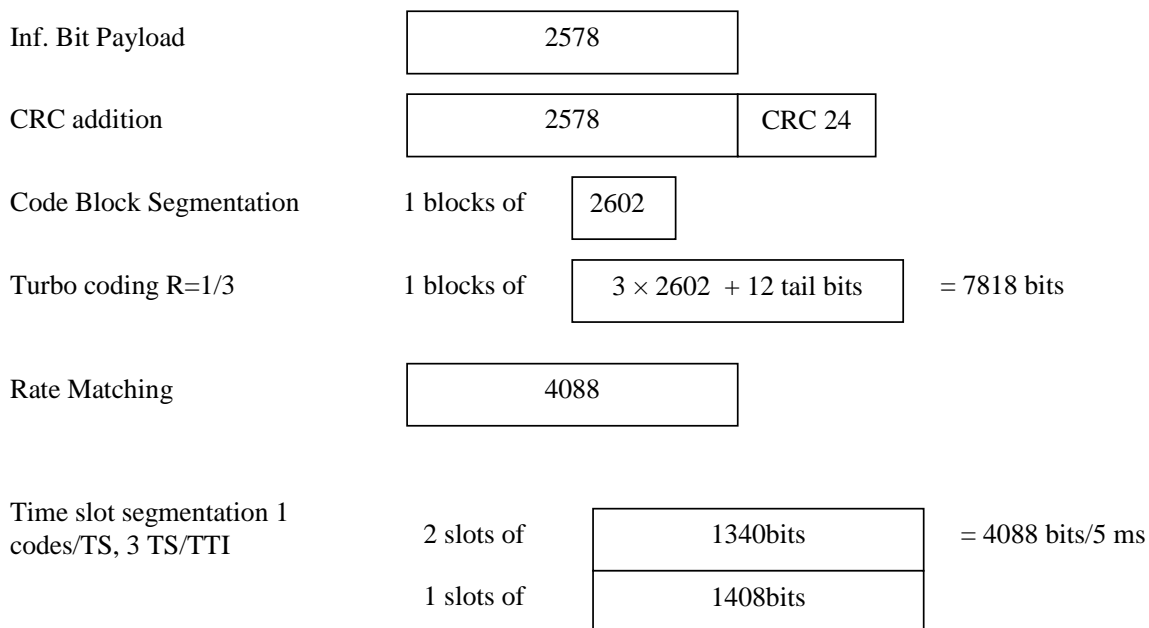 Inf. Bit Payload 2578
CRC addition 2578 CRC 24
Code Block Segmentation 1 blocks of 2602
Turbo coding R=1/3 1 blocks of 3 × 2602 + 12 tail bits = 7818 bits
Rate Matching 4088
Time slot segmentation 1
codes/TS, 3 TS/TTI 2 slots of 1340bits = 4088 bits/5 ms
1 slots of 1408bits